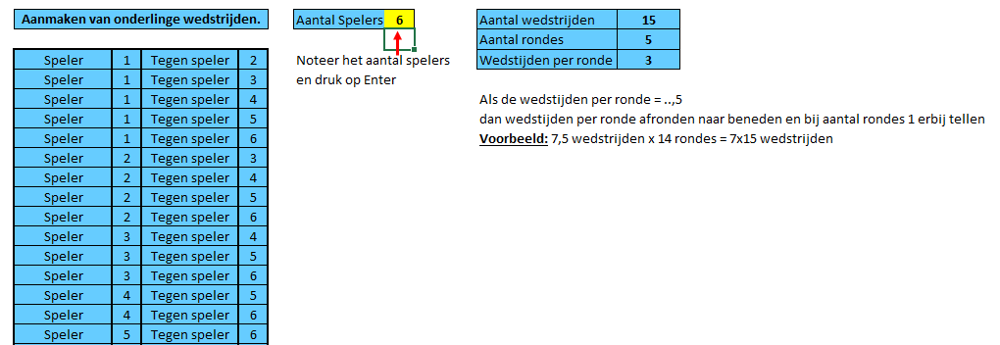 Aanmaken van onderlinge wedstrijden.
Aantal Spelers 6
Aantal wedstrijden 15
Aantal rondes 5
Wedstijden per ronde 3
Noteer het aantal spelers
en druk op Enter
Als de wedstijden per ronde = ..,5
dan wedstijden per ronde afronden naar beneden en bij aantal rondes 1 erbij tellen
Voorbeeld: 7,5 wedstrijden x 14 rondes = 7x15 wedstrijden
Speler 1 Tegen speler 2
Speler 1 Tegen speler 3
Speler 1 Tegen speler 4
Speler 1 Tegen speler 5
Speler 1 Tegen speler 6
Speler 2 Tegen speler 3
Speler 2 Tegen speler 4
Speler 2 Tegen speler 5
Speler 2 Tegen speler 6
Speler 3 Tegen speler 4
Speler 3 Tegen speler 5
Speler 3 Tegen speler 6
Speler 4 Tegen speler 5
Speler 4 Tegen speler 6
Speler 5 Tegen speler 6